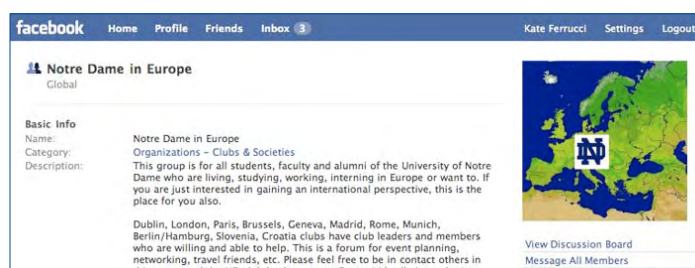 facebook Home Profile Friends Inbox 3 Kate Ferrucci Settings Logout
Notre Dame in Europe
Global
Basic Info
Name: Notre Dame in Europe
Category: Organizations - Clubs & Societies
Description: This group is for all students, faculty and alumni of the University of Notre
Dame who are living, studying, working, interning in Europe or want to. If
you are just interested in gaining an international perspective, this is the
place for you also.
Dublin, London, Paris, Brussels, Geneva, Madrid, Rome, Munich,
Berlin/Hamburg, Slovenia, Croatia clubs have club leaders and members
who are willing and able to help. This is a forum for event planning,
networking, travel friends, etc. Please feel free to be in contact others in
ND
View Discussion Board
Message All Members